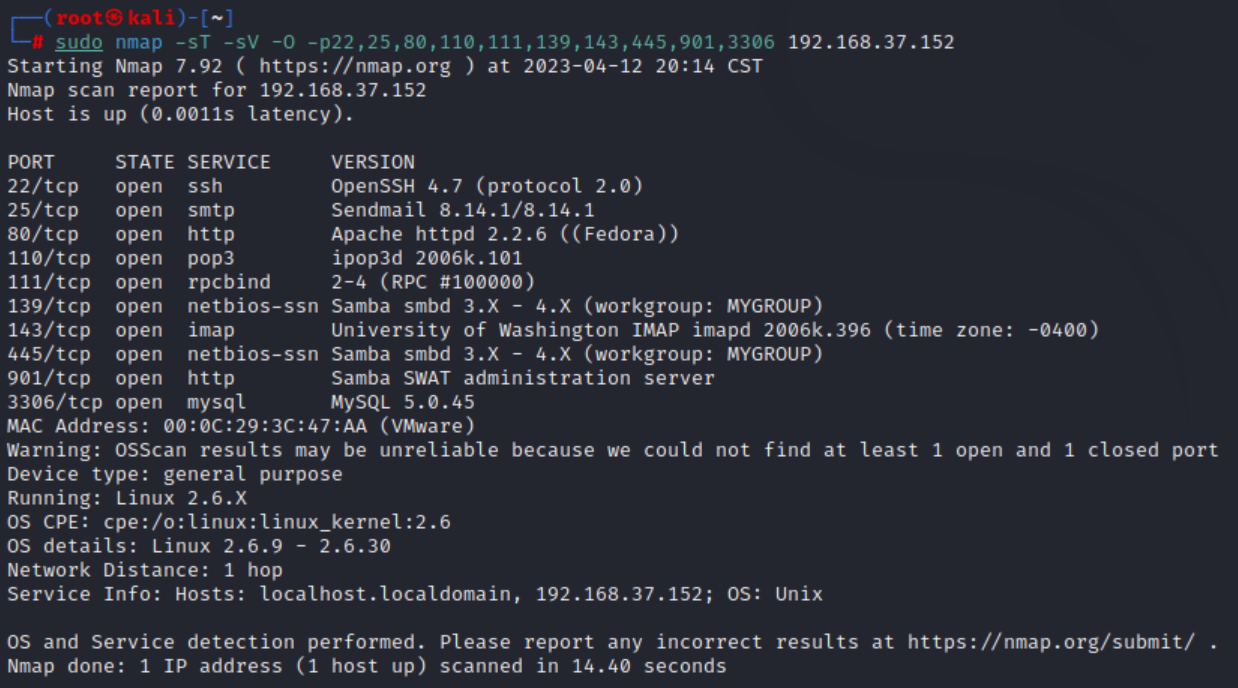 ┌──(root㉿kali)-[~]
└─# sudo nmap -sT -sV -O -p22,25,80,110,111,139,143,445,901,3306 192.168.37.152
Starting Nmap 7.92 ( https://nmap.org ) at 2023-04-12 20:14 CST
Nmap scan report for 192.168.37.152
Host is up (0.0011s latency).

PORT     STATE SERVICE     VERSION
22/tcp   open  ssh         OpenSSH 4.7 (protocol 2.0)
25/tcp   open  smtp        Sendmail 8.14.1/8.14.1
80/tcp   open  http        Apache httpd 2.2.6 ((Fedora))
110/tcp  open  pop3        ipop3d 2006k.101
111/tcp  open  rpcbind     2-4 (RPC #100000)
139/tcp  open  netbios-ssn Samba smbd 3.X - 4.X (workgroup: MYGROUP)
143/tcp  open  imap        University of Washington IMAP imapd 2006k.396 (time zone: -0400)
445/tcp  open  netbios-ssn Samba smbd 3.X - 4.X (workgroup: MYGROUP)
901/tcp  open  http        Samba SWAT administration server
3306/tcp open  mysql       MySQL 5.0.45
MAC Address: 00:0C:29:3C:47:AA (VMware)
Warning: OSScan results may be unreliable because we could not find at least 1 open and 1 closed port
Device type: general purpose
Running: Linux 2.6.X
OS CPE: cpe:/o:linux:linux_kernel:2.6
OS details: Linux 2.6.9 - 2.6.30
Network Distance: 1 hop
Service Info: Hosts: localhost.localdomain, 192.168.37.152; OS: Unix

OS and Service detection performed. Please report any incorrect results at https://nmap.org/submit/ .
Nmap done: 1 IP address (1 host up) scanned in 14.40 seconds